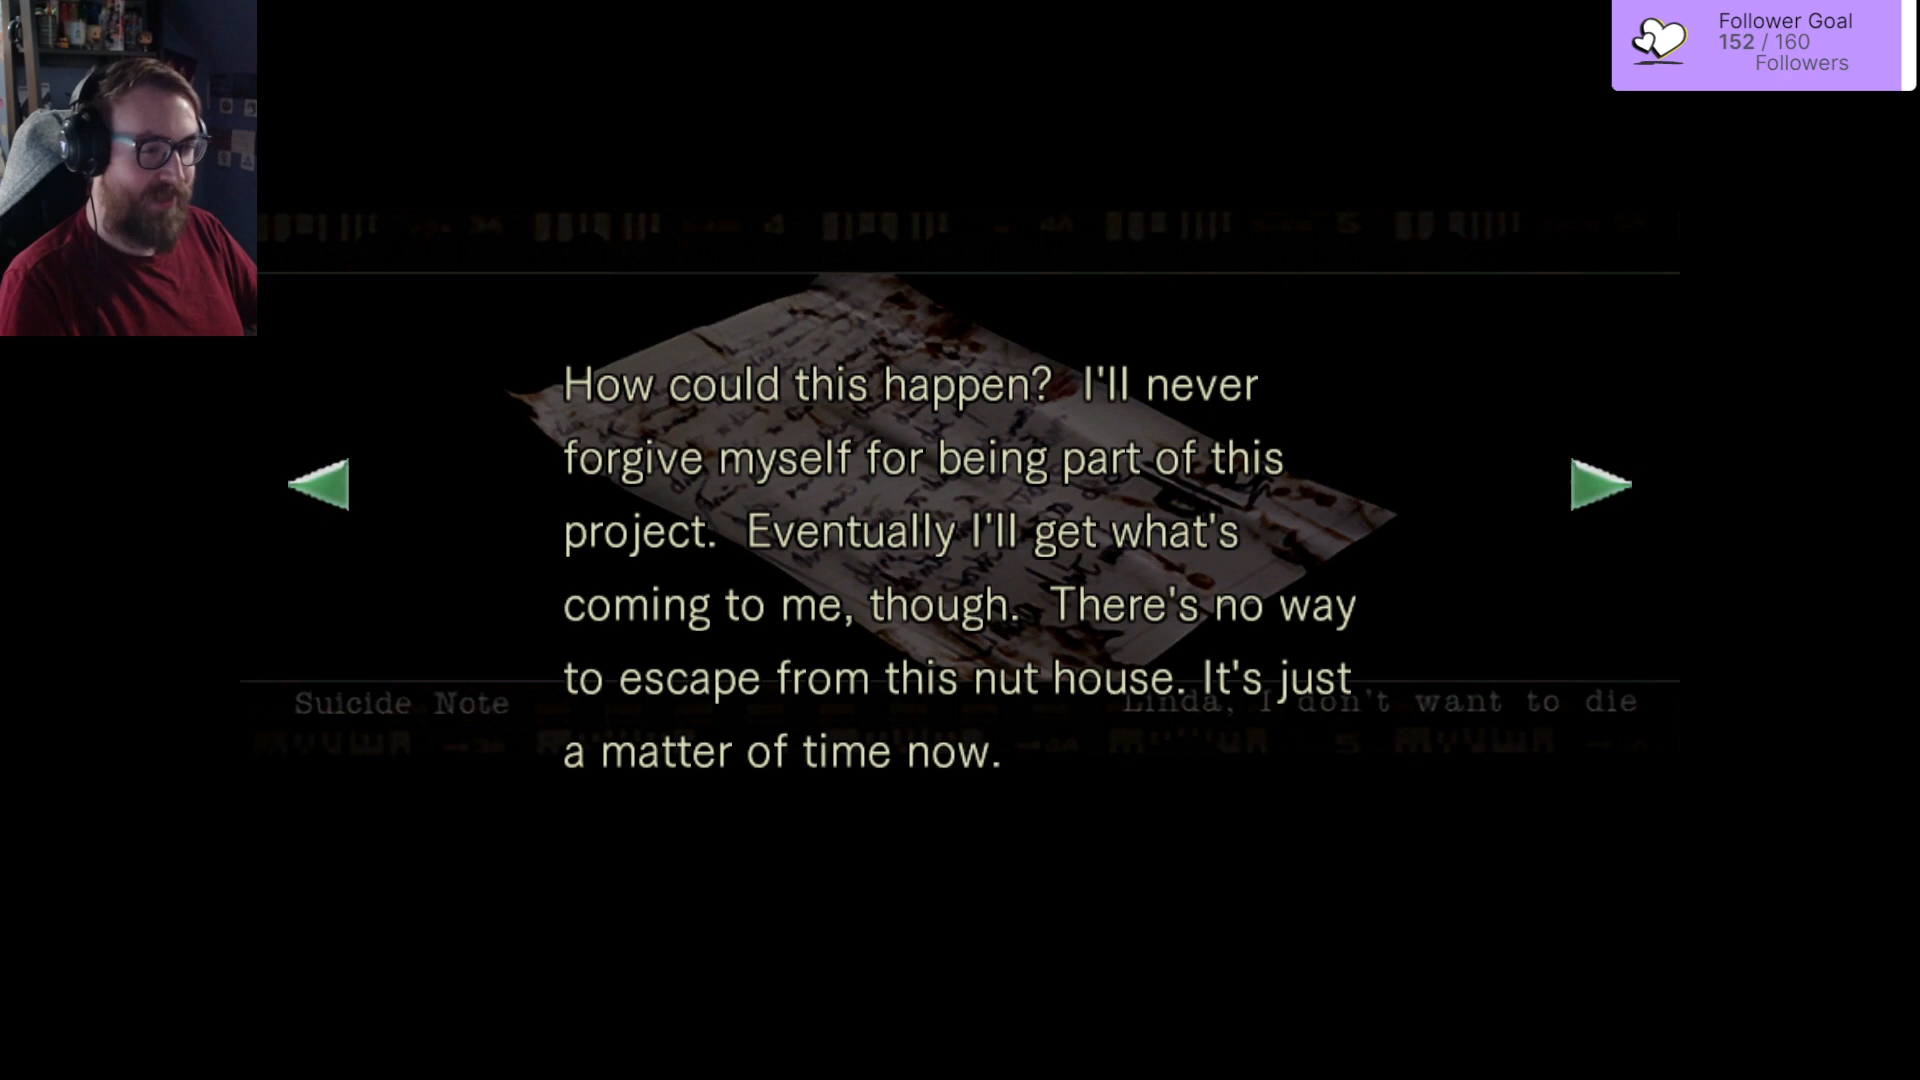 Follower Goal
152 / 160
Followers
How could this happen? I'll never
forgive myself for being part of this
project. Eventually I'll get what's
coming to me, though. There's no way
to escape from this nut house. It's just
a matter of time now.
Suicide Note
Linda, I don't want to die